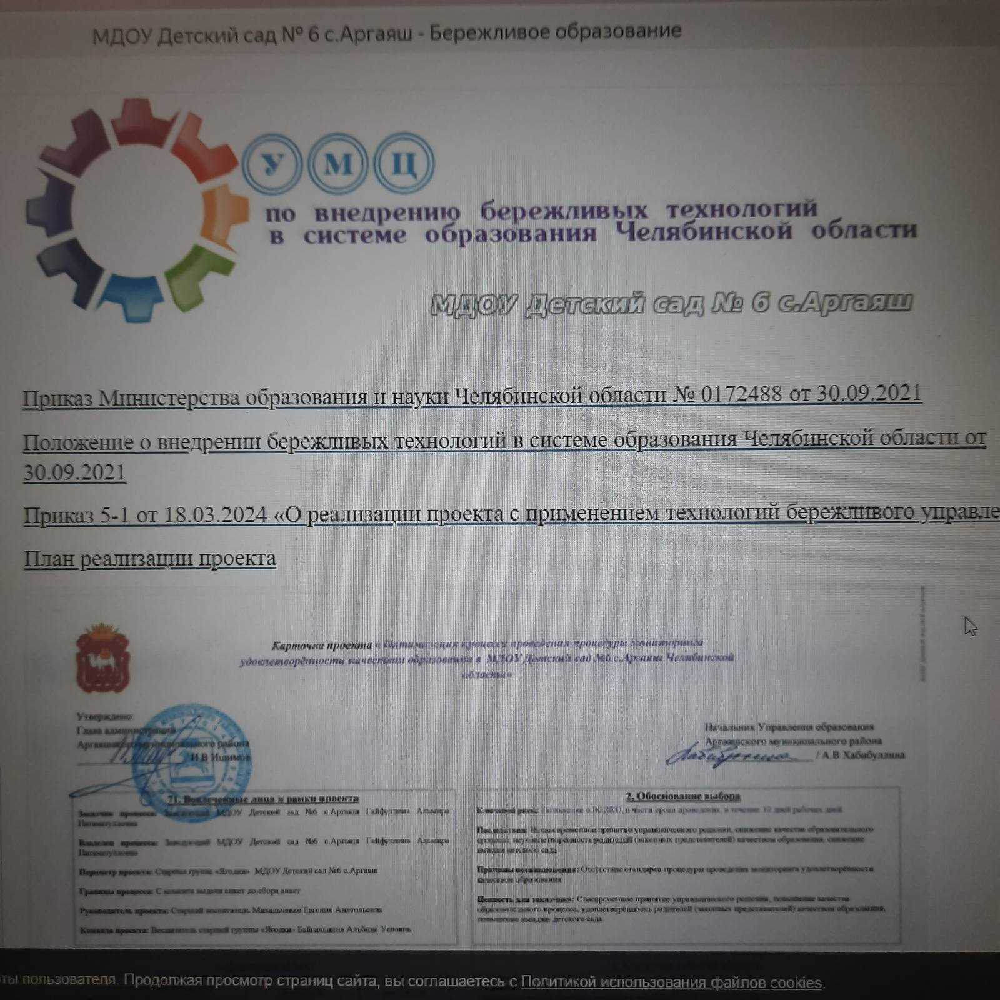 МДОУ Детский сад № 6 с.Аргаяш - Бережливое образование
У М Ц
по внедрению бережливых технологий
в системе образования Челябинской области
МДОУ Детский сад № 6 с.Аргаяш
Приказ Министерства образования и науки Челябинской области № 0172488 от 30.09.2021
Положение о внедрении бережливых технологий в системе образования Челябинской области от
30.09.2021
Приказ 5-1 от 18.03.2024 «О реализации проекта с применением технологий бережливого управле
План реализации проекта
Карточка проекта « Оптимизация процесса проведения процедуры мониторинга
удовлетворённости качеством образования в МДОУ Детский сад №6 с.Аргаяш Челябинской
области»
Утверждено
Глава администрации
Аргаяшского муниципального района
И.В Ишимов
Начальник Управления образования
Аргаяшского муниципального района
/ А.В Хабибуллина
71. Вовлеченные лица и рамки проекта
Заказчик процесса: Заведующий МДОУ Детский сад №6 с.Аргаяш Гайфуллина Альмира
Владелец процесса: Заведующий МДОУ Детский сад №6 с.Аргаяш Гайфуллина Альмира
Периметр проекта: Старшая группа «Ягодки» МДОУ Детский сад №6 с.Аргаяш
Границы процесса: С момента выдачи анкет до сбора анкет
Руководитель проекта: Старший воспитатель Михальченко Евгения Анатольевна
Команда проекта: Воспитатель старшей группы «Ягодки» Байгильдина Альбина
2. Обоснование выбора
Ключевой риск: Положение о ВСОКО, в части срока проведения, в течение 10 дней рабочих дней
Последствия: Несвоевременное принятие управленческого решения, снижение качества образовательного
процесса, неудовлетворённость родителей (законных представителей) качеством образования, снижение
имиджа детского сада
Причины возникновения: Отсутствие стандарта процедуры проведения мониторинга удовлетворённости
качеством образования
Ценность для заказчика: Своевременное принятие управленческого решения, повышение качества
образовательного процесса, удовлетворённость родителей (законных представителей) качеством образования,
повышение имиджа детского сада
ты пользователя. Продолжая просмотр страниц сайта, вы соглашаетесь с Политикой использования файлов cookies.